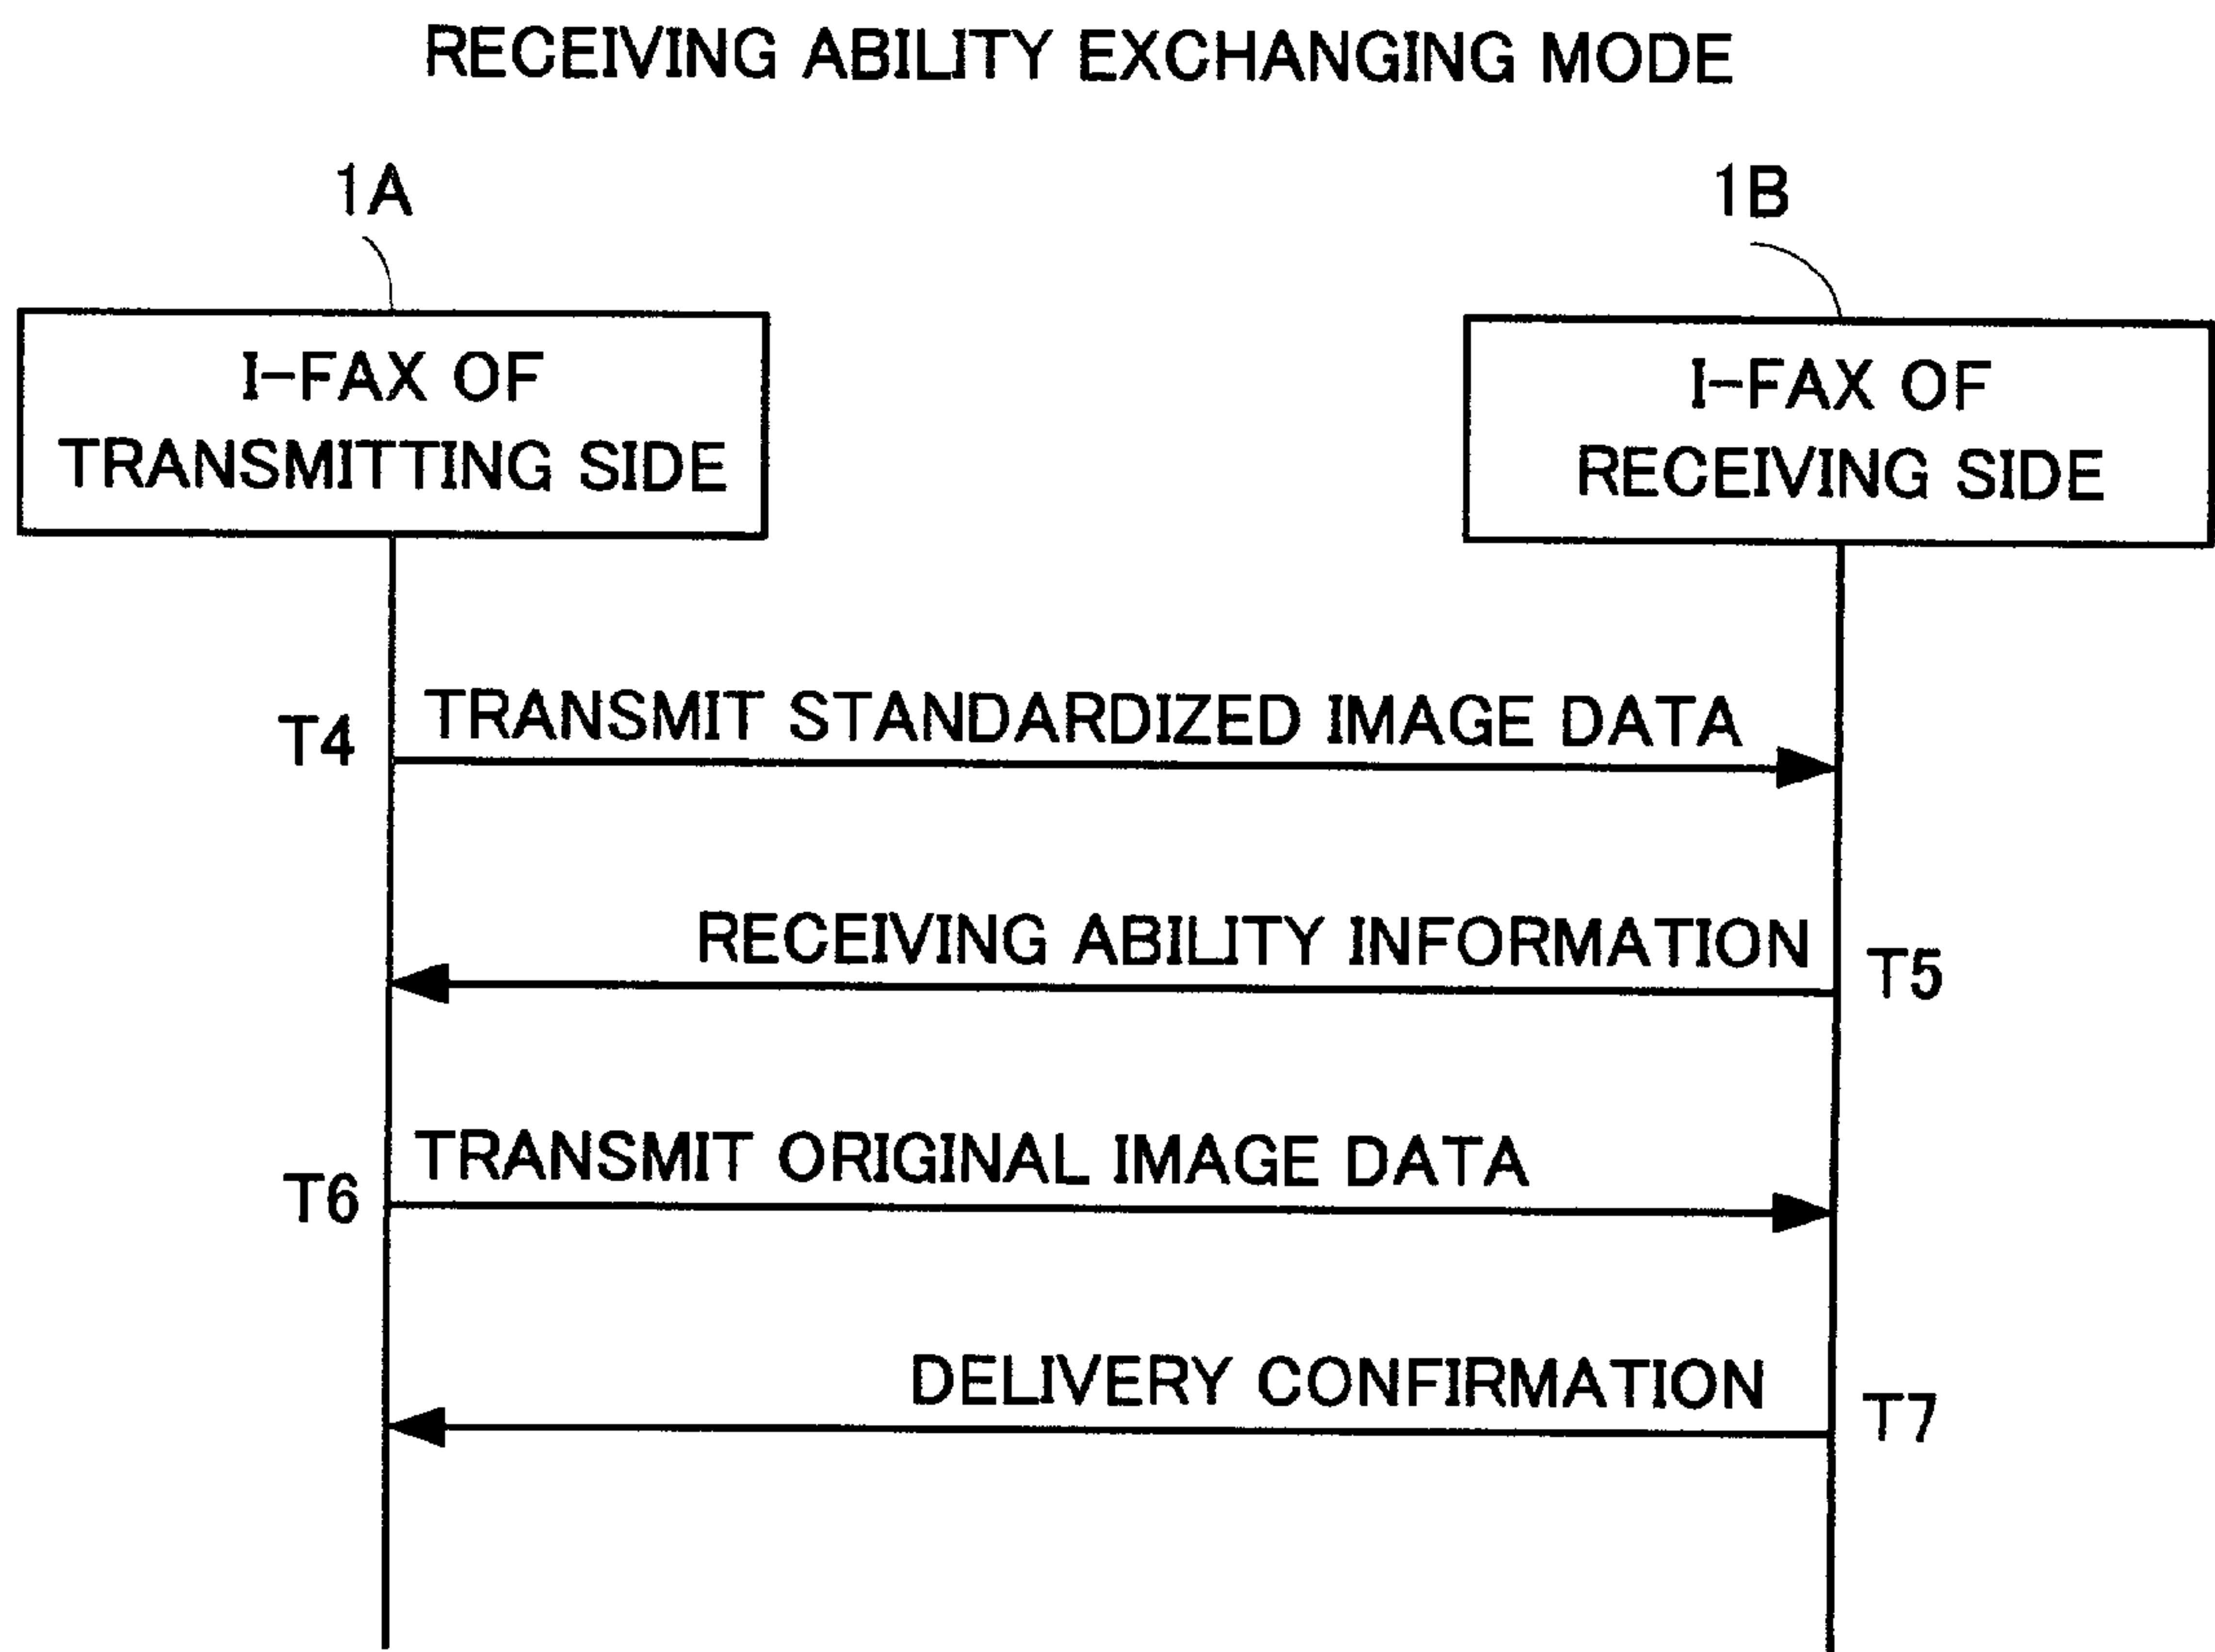 RECEIVING ABILITY EXCHANGING MODE
1A
1B
I-FAX OF
TRANSMITTING SIDE
I-FAX OF
RECEIVING SIDE
T4
TRANSMIT STANDARDIZED IMAGE DATA
RECEIVING ABILITY INFORMATION
T5
TRANSMIT ORIGINAL IMAGE DATA
T6
DELIVERY CONFIRMATION
T7